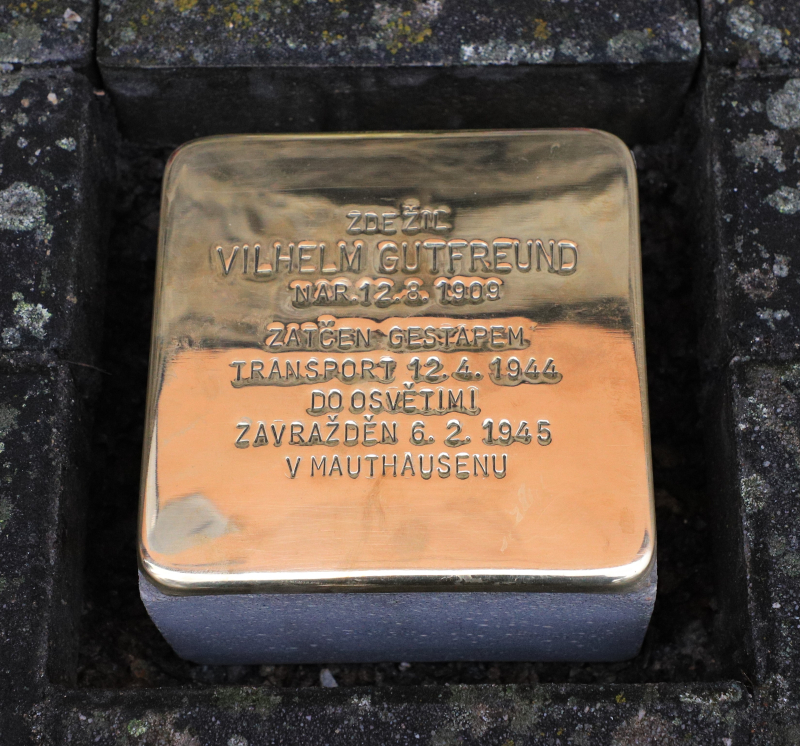 ZDE ŽIL
VILHELM GUTFREUND
NAR. 12. 8. 1909
ZATČEN GESTAPEM
TRANSPORT 12. 4. 1944
DO OSVĚTIMI
ZAVRAŽDĚN 6. 2. 1945
V MAUTHAUSENU